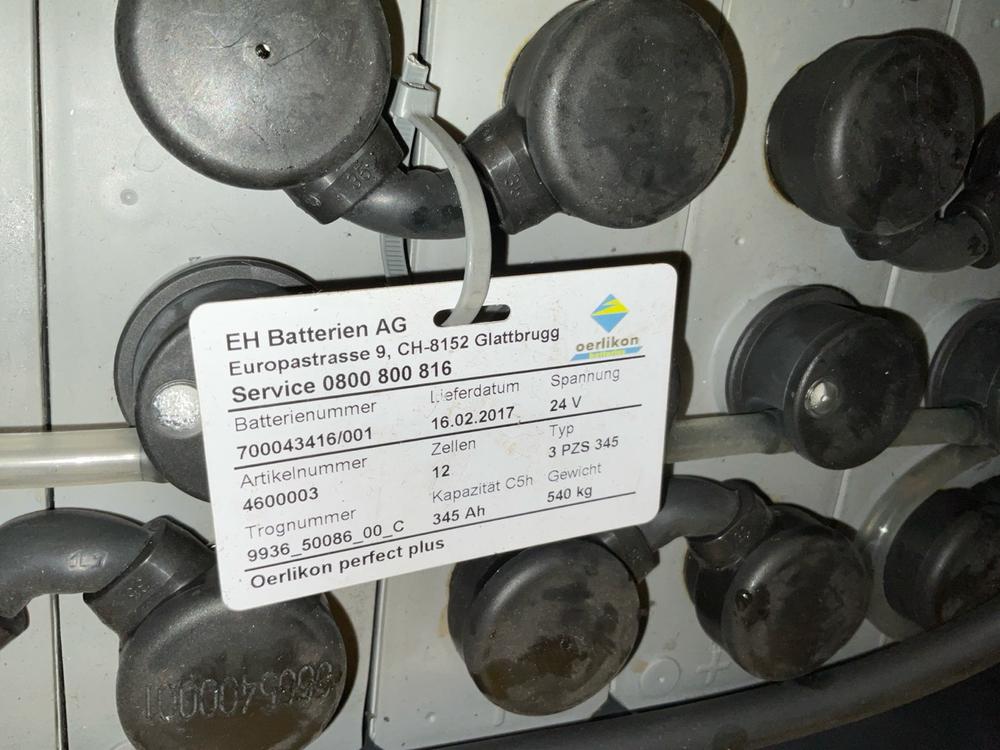 EH Batterien AG
Europastrasse 9, CH-8152 Glattbrugg
Service 0800 800 816
oerlikon
batteries
Batterienummer Lieferdatum Spannung
700043416/001 16.02.2017 24 V
Artikelnummer Zellen Typ
4600003 12 3 PZS 345
Trognummer Kapazität C5h Gewicht
9936_50086_00_C 345 Ah 540 kg
Oerlikon perfect plus